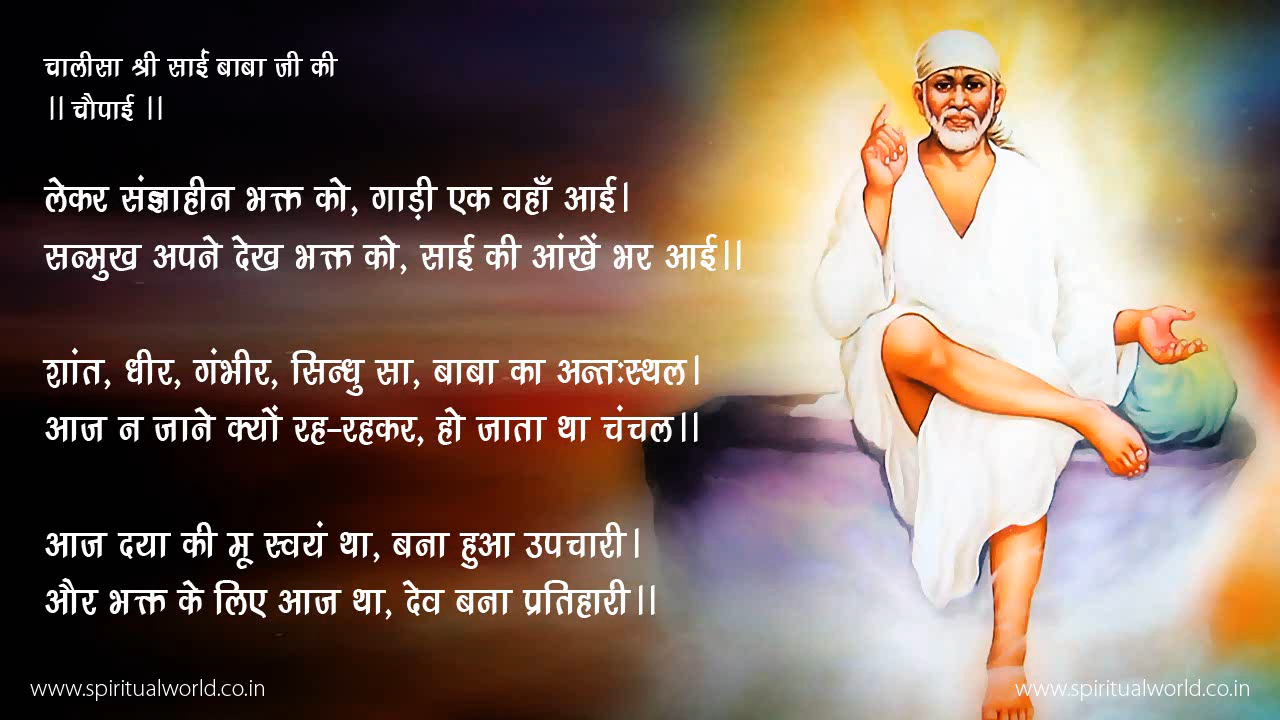 चालीसा श्री साईं बाबा जी की
|| चौपाई ||
लेकर संज्ञाहीन भक्त को, गाड़ी एक वहाँ आई।
सन्मुख अपने देख भक्त को, साई की आंखें भर आई।।
शांत, धीर, गंभीर, सिन्धु सा, बाबा का अन्तःस्थल।
आज न जाने क्यों रह-रहकर, हो जाता था चंचल।।
आज दया की मू स्वयं था, बना हुआ उपचारी।
और भक्त के लिए आज था, देव बना प्रतिहारी।।
www.spiritualworld.co.in
www.spiritualworld.co.in